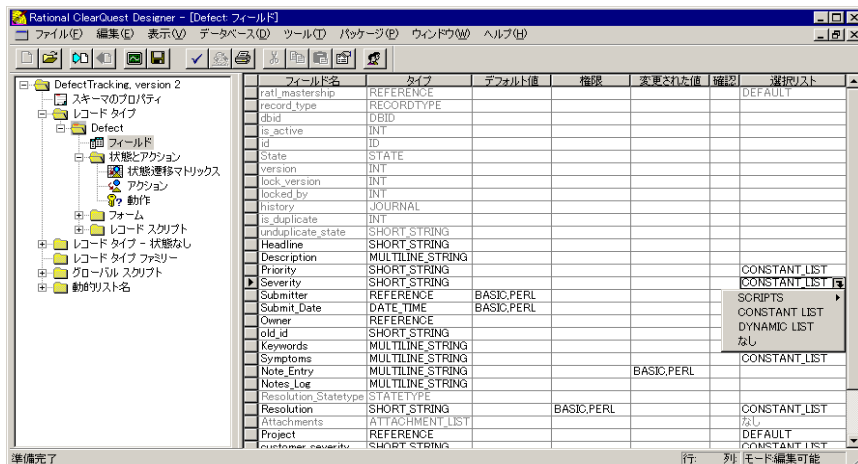 Rational ClearQuest Designer - [Defect: フィールド]
ファイル(F) 編集(E) 表示(V) データベース(D) ツール(T) パッケージ(P) ウィンドウ(W) ヘルプ(H)
DefectTracking, version 2
スキーマのプロパティ
レコード タイプ
Defect
フィールド
状態とアクション
状態遷移マトリックス
アクション
動作
フォーム
レコード スクリプト
レコード タイプ - 状態なし
レコード タイプ ファミリー
グローバル スクリプト
動的リスト名
フィールド名 タイプ デフォルト値 権限 変更された値 確認 選択リスト
ratl_mastership REFERENCE DEFAULT
record_type RECORDTYPE
dbid DBID
is_active INT
id ID
State STATE
version INT
lock_version INT
locked_by INT
history JOURNAL
is_duplicate INT
unduplicate_state SHORT_STRING
Headline SHORT_STRING
Description MULTILINE_STRING
Priority SHORT_STRING CONSTANT_LIST
Severity SHORT_STRING CONSTANT_LIST
Submitter REFERENCE BASIC,PERL
Submit_Date DATE_TIME BASIC,PERL
Owner REFERENCE
old_id SHORT_STRING
Keywords MULTILINE_STRING
Symptoms MULTILINE_STRING CONSTANT_LIST
Note_Entry MULTILINE_STRING BASIC,PERL
Notes_Log MULTILINE_STRING
Resolution_Statetype STATETYPE
Resolution SHORT_STRING BASIC,PERL CONSTANT_LIST
Attachments ATTACHMENT_LIST なし
Project REFERENCE DEFAULT
customer_severity SHORT_STRING CONSTANT_LIST
SCRIPTS
CONSTANT LIST
DYNAMIC LIST
なし
準備完了 行: 列: モード編集可能